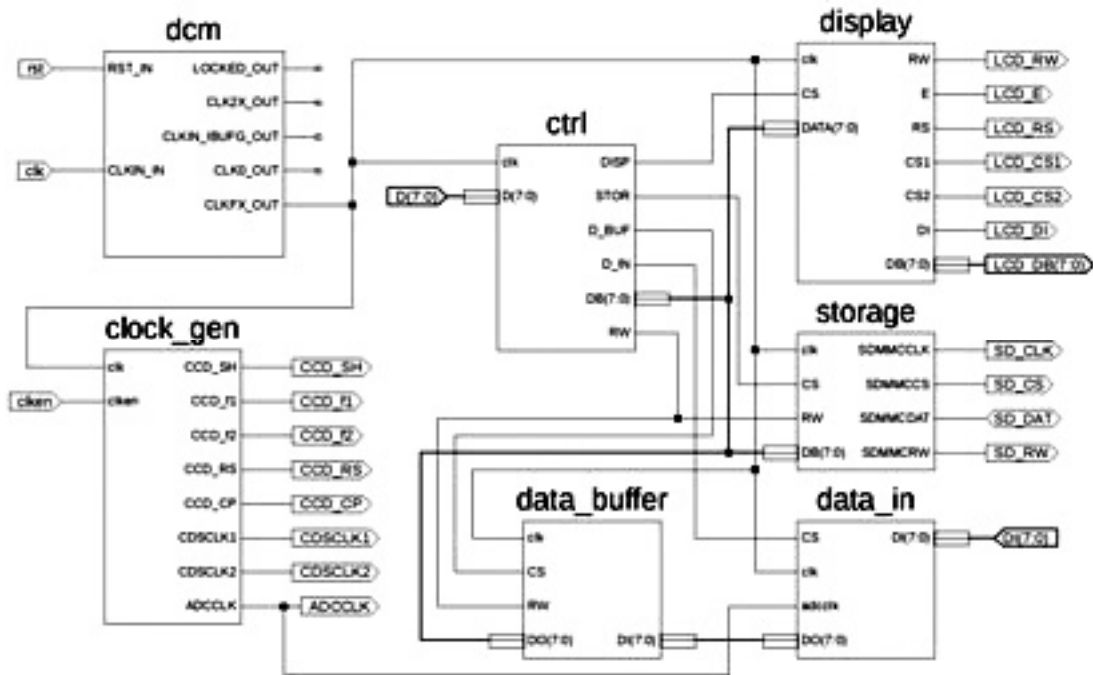 dcm
rst
RST_IN
LOCKED_OUT
CLK2X_OUT
CLKIN_IBUFG_OUT
clk
CLKIN_IN
CLK0_OUT
CLKFX_OUT
clock_gen
clk
CCD_SH
CCD_SH
clken
clken
CCD_f1
CCD_f1
CCD_f2
CCD_f2
CCD_RS
CCD_RS
CCD_CP
CCD_CP
CDSCLK1
CDSCLK1
CDSCLK2
CDSCLK2
ADCCLK
ADCCLK
ctrl
clk
DISP
D(7:0)
D(7:0)
STOR
D_BUF
D_IN
DB(7:0)
RW
display
clk
RW
LCD_RW
CS
E
LCD_E
DATA(7:0)
RS
LCD_RS
CS1
LCD_CS1
CS2
LCD_CS2
DI
LCD_DI
DB(7:0)
LCD_DB(7:0)
storage
clk
SDMMCCLK
SD_CLK
CS
SDMMCCS
SD_CS
RW
SDMMCDAT
SD_DAT
DB(7:0)
SDMMCRW
SD_RW
data_buffer
clk
CS
RW
DO(7:0)
DI(7:0)
data_in
CS
DI(7:0)
DI(7:0)
clk
adcclk
DO(7:0)